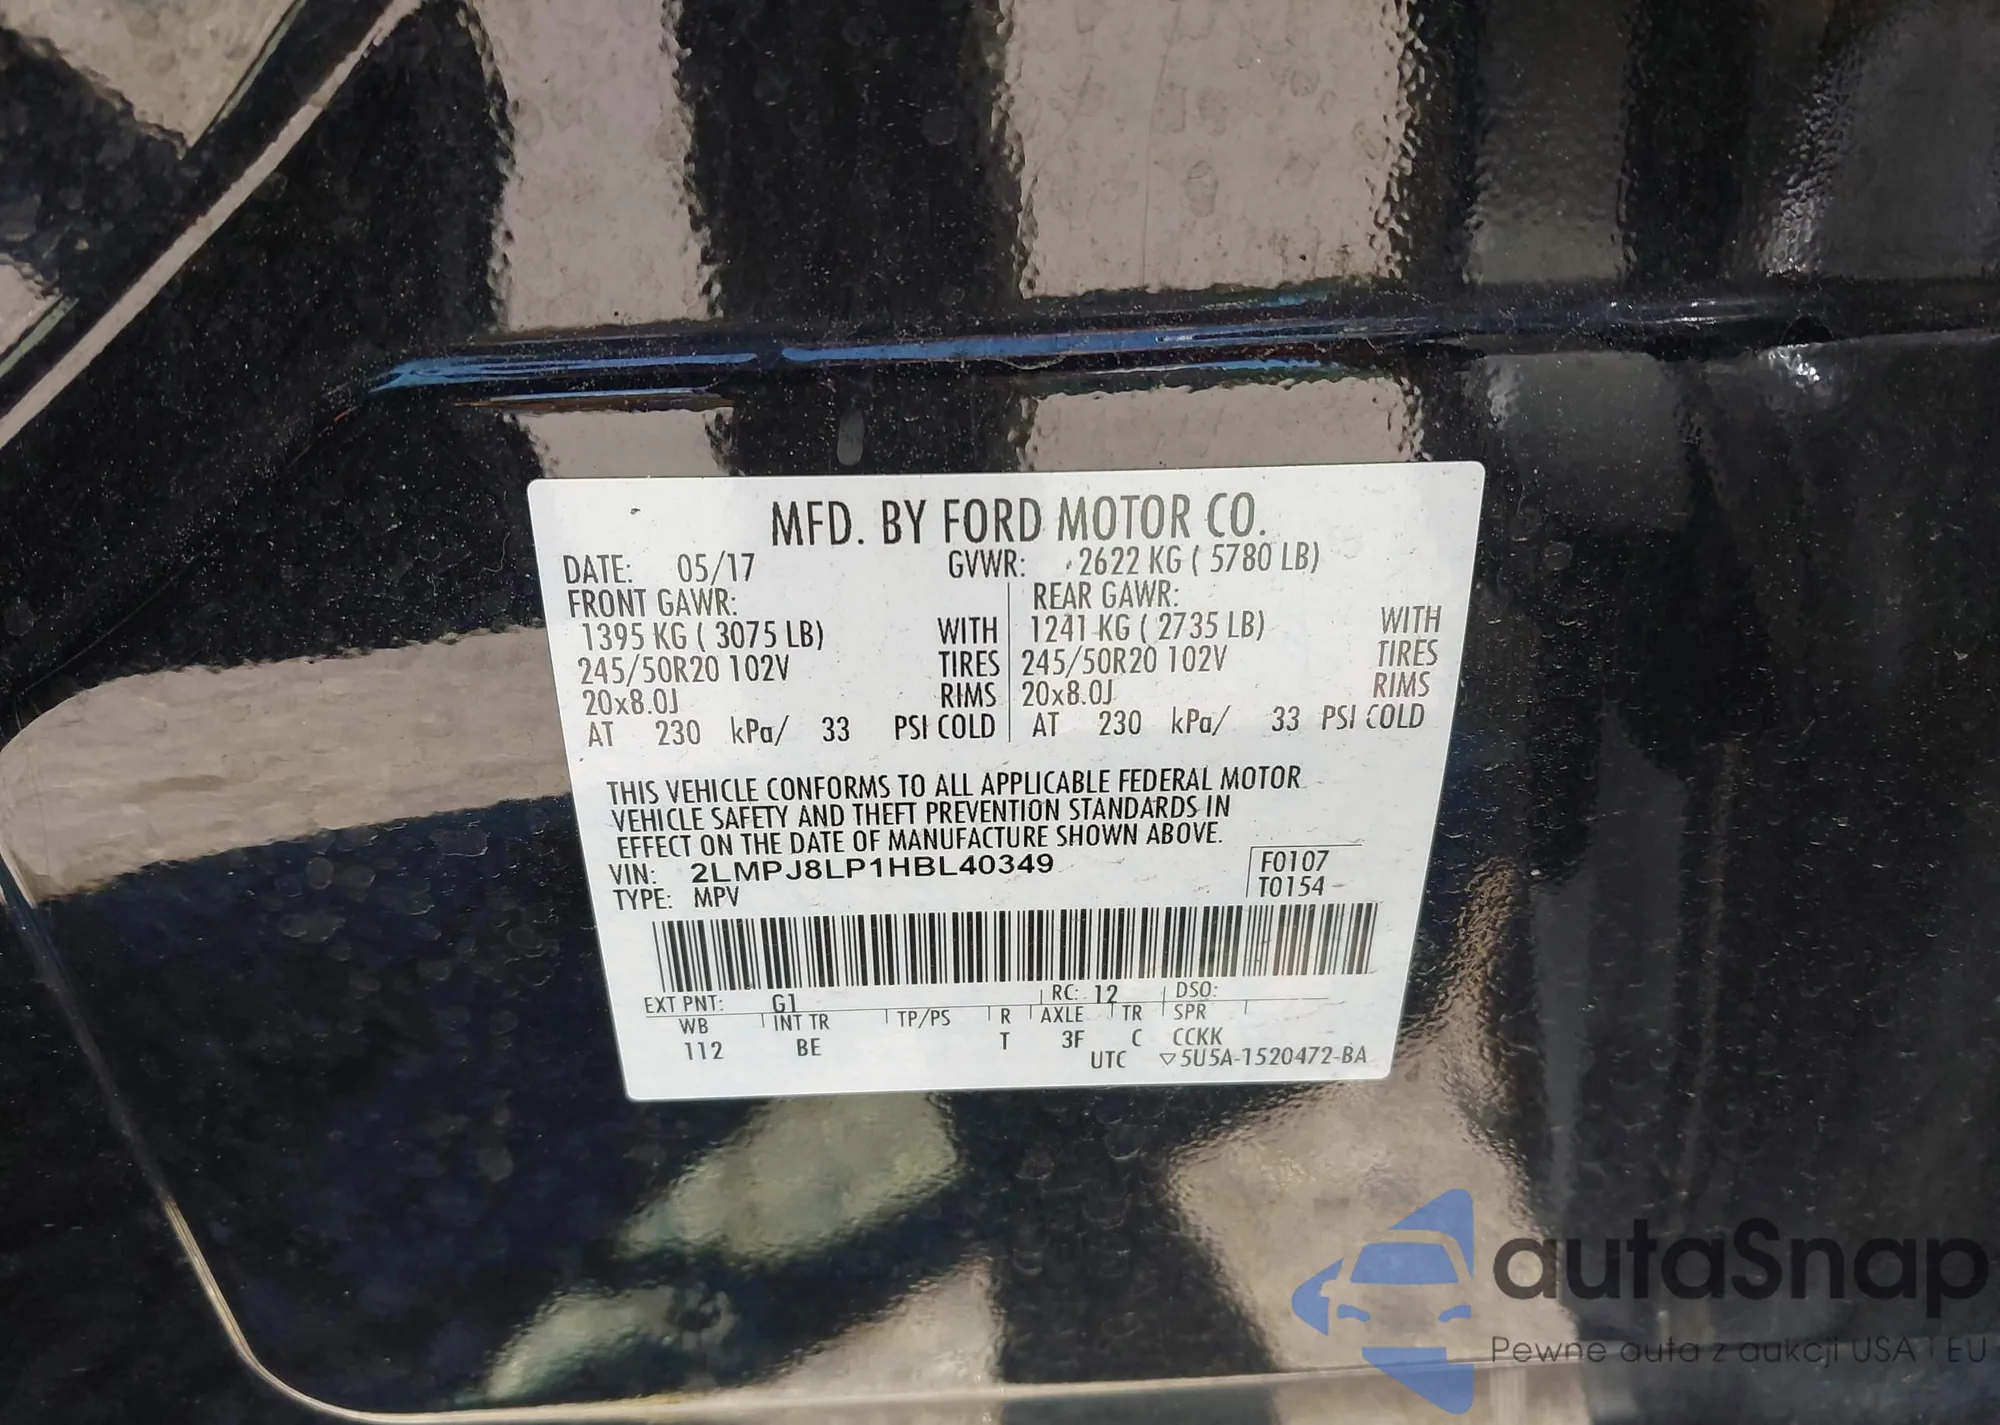 MFD. BY FORD MOTOR CO.
DATE: 05/17 GVWR: 2622 KG ( 5780 LB)
FRONT GAWR: REAR GAWR:
1395 KG ( 3075 LB) WITH 1241 KG ( 2735 LB) WITH
245/50R20 102V TIRES 245/50R20 102V TIRES
20x8.0J RIMS 20x8.0J RIMS
AT 230 kPa/ 33 PSI COLD AT 230 kPa/ 33 PSI COLD
THIS VEHICLE CONFORMS TO ALL APPLICABLE FEDERAL MOTOR
VEHICLE SAFETY AND THEFT PREVENTION STANDARDS IN
EFFECT ON THE DATE OF MANUFACTURE SHOWN ABOVE.
VIN: 2LMPJ8LP1HBL40349 F0107
TYPE: MPV T0154
EXT PNT: G1 RC: 12 DSO:
WB INT TR TP/PS R AXLE TR SPR
112 BE T 3F C CCKK
UTC ▽5U5A-1520472-BA
autaSnap
Pewne auta z aukcji USA i EU